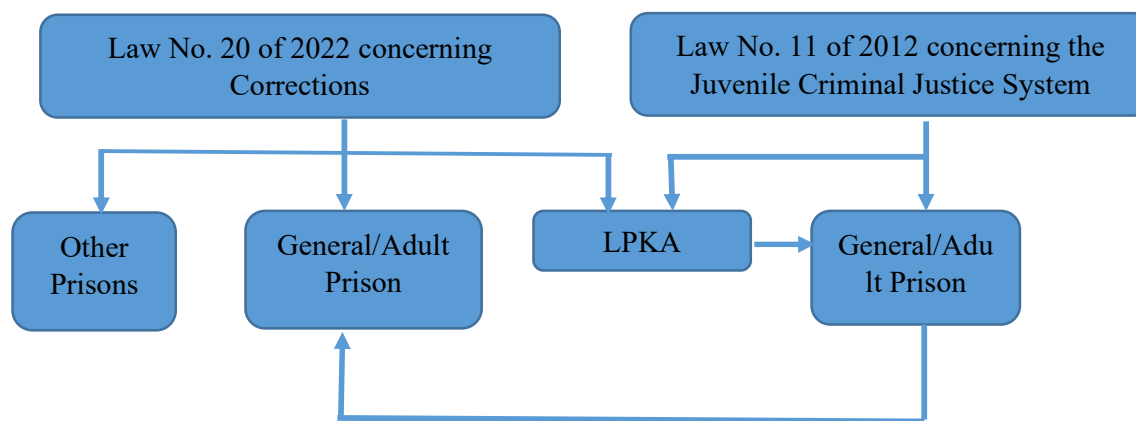 Law No. 20 of 2022 concerning
Corrections
Law No. 11 of 2012 concerning the
Juvenile Criminal Justice System
Other
Prisons
General/Adult
Prison
LPKA
General/Adu
lt Prison